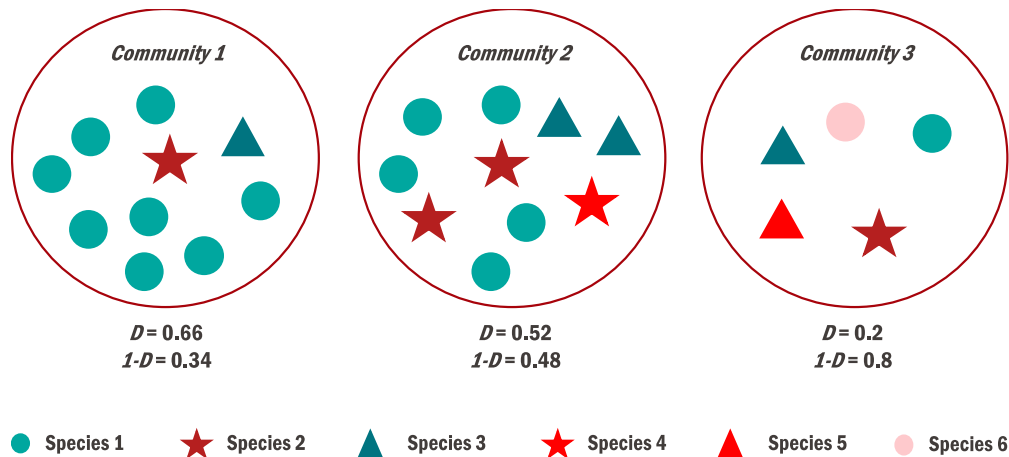 Community 1
Community 2
Community 3
D = 0.66
1-D = 0.34
D = 0.52
1-D = 0.48
D = 0.2
1-D = 0.8
Species 1
Species 2
Species 3
Species 4
Species 5
Species 6